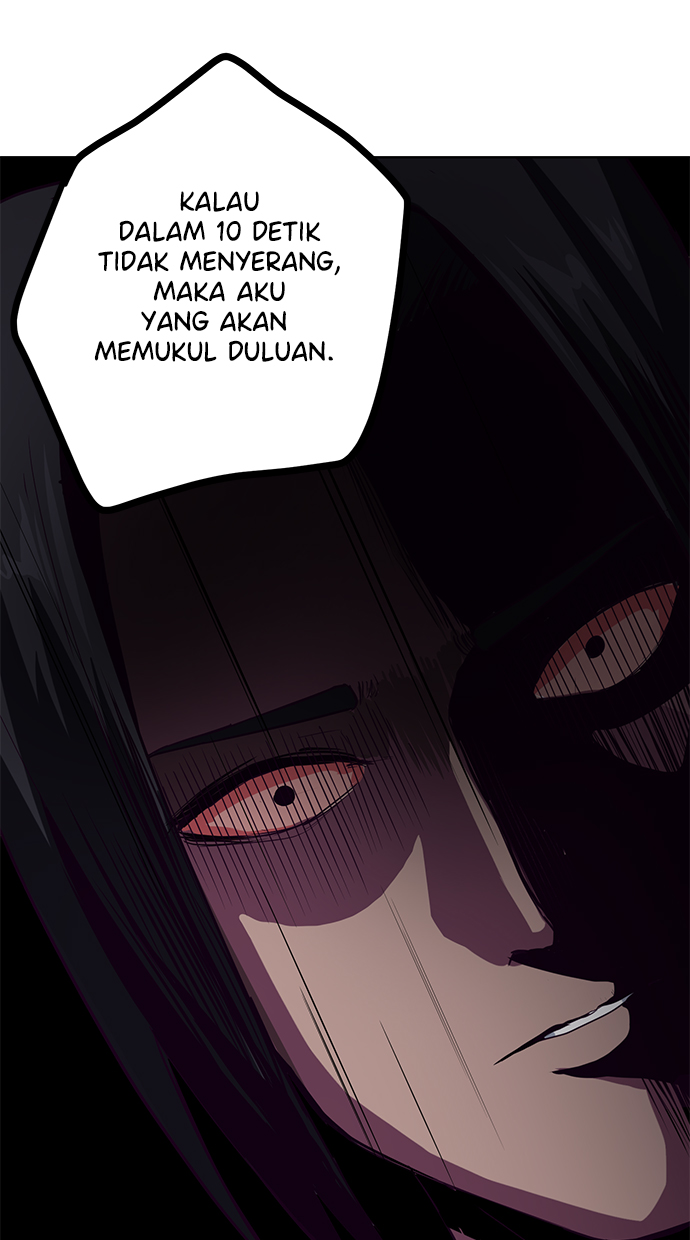 KALAU
DALAM 10 DETIK
TIDAK MENYERANG,
MAKA AKU
YANG AKAN
MEMUKUL DULUAN.